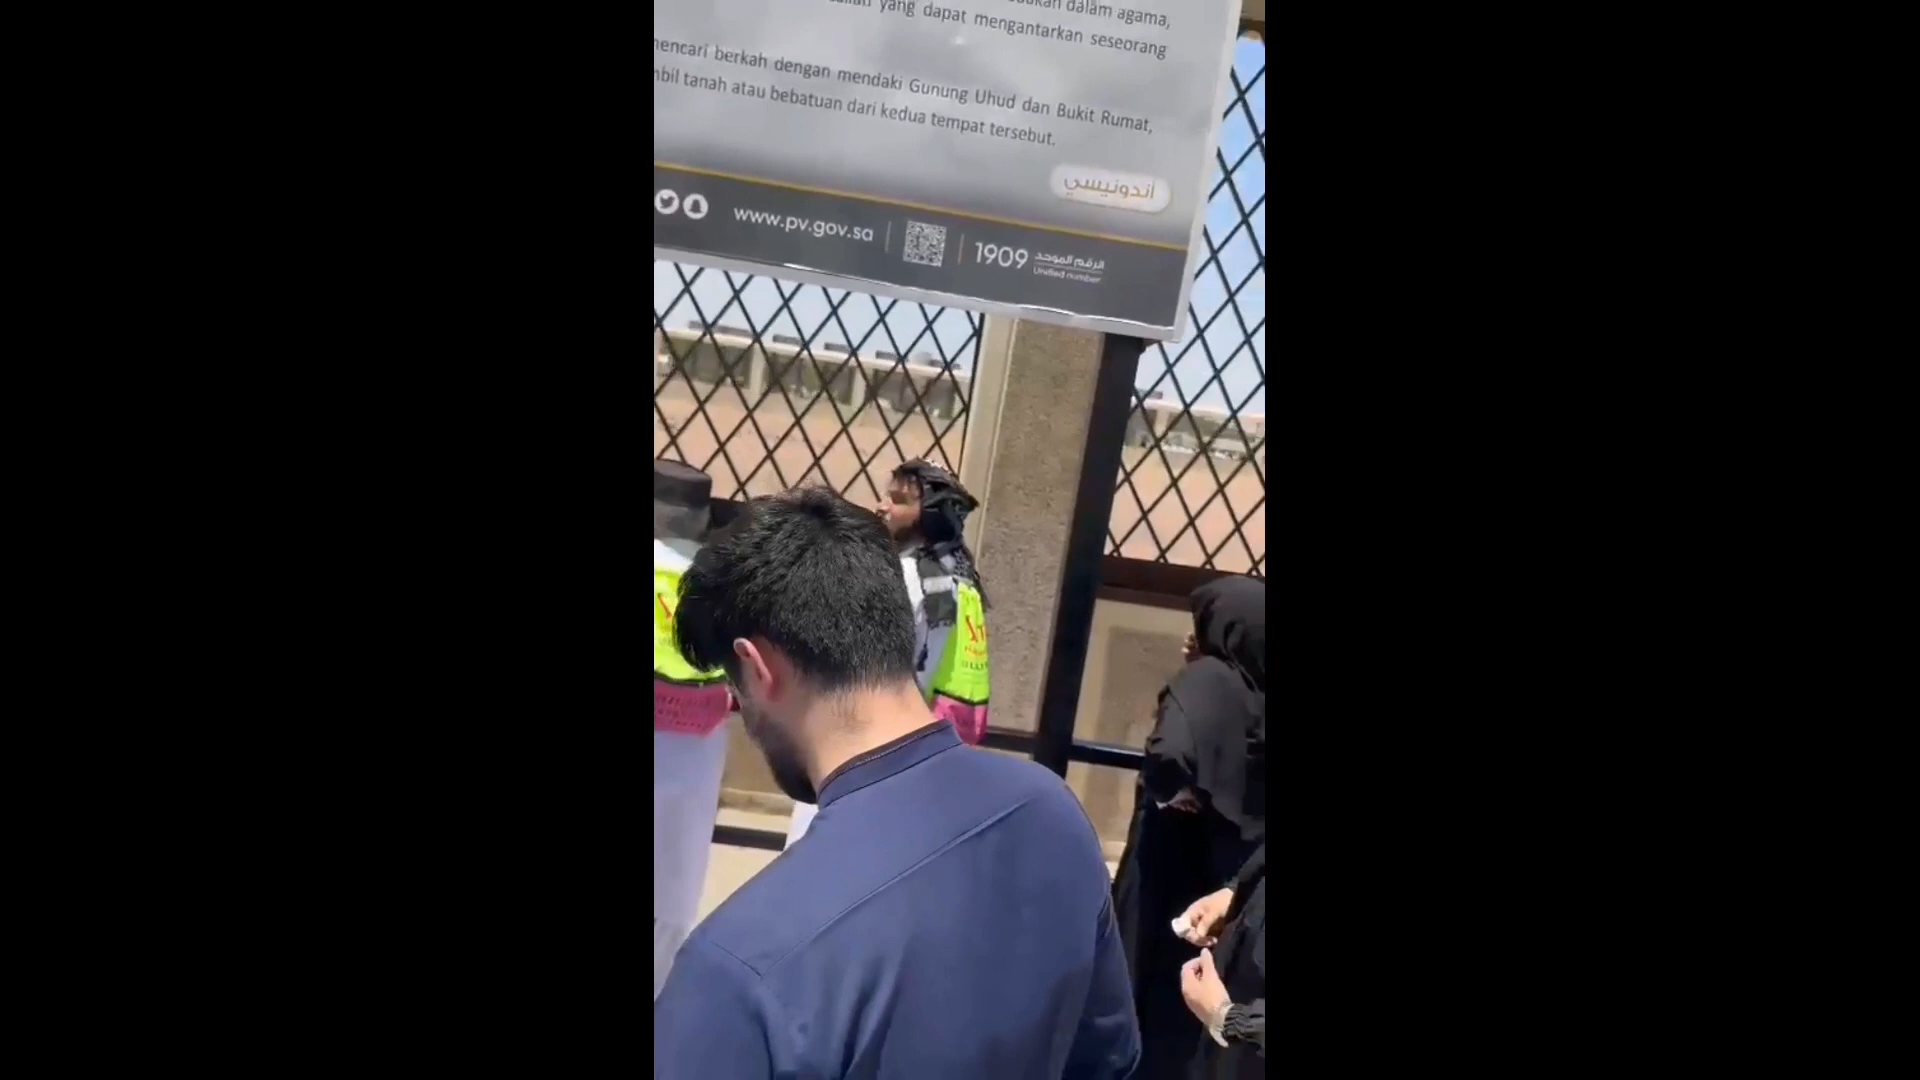 dalam agama,
yang dapat mengantarkan seseorang
mencari berkah dengan mendaki Gunung Uhud dan Bukit Rumat,
tanah atau bebatuan dari kedua tempat tersebut.
أندونيسي
www.pv.gov.sa
1909
الرقم الموحد
Unified number